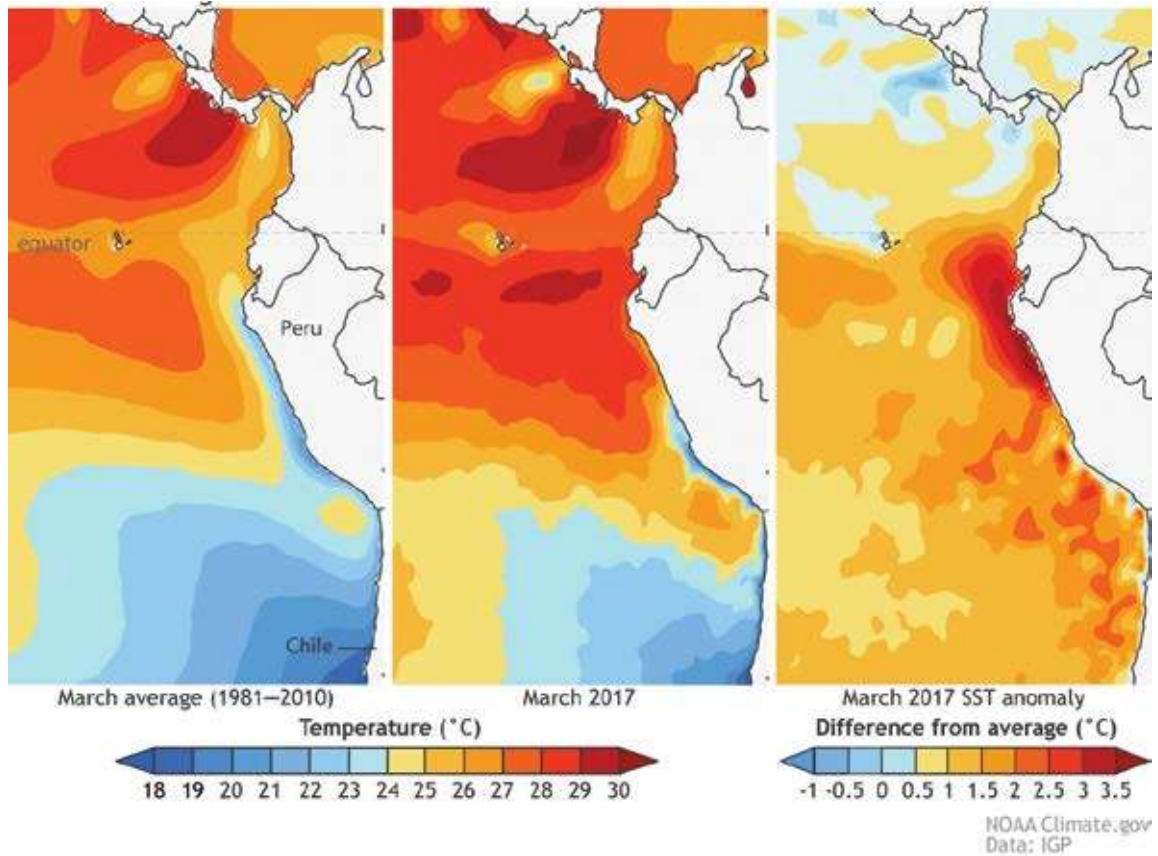 equator
Peru
Chile
March average (1981—2010)
March 2017
March 2017 SST anomaly
Temperature (°C)
Difference from average (°C)
18 19 20 21 22 23 24 25 26 27 28 29 30
-1 -0.5 0 0.5 1 1.5 2 2.5 3 3.5
NOAA Climate.gov
Data: IGP